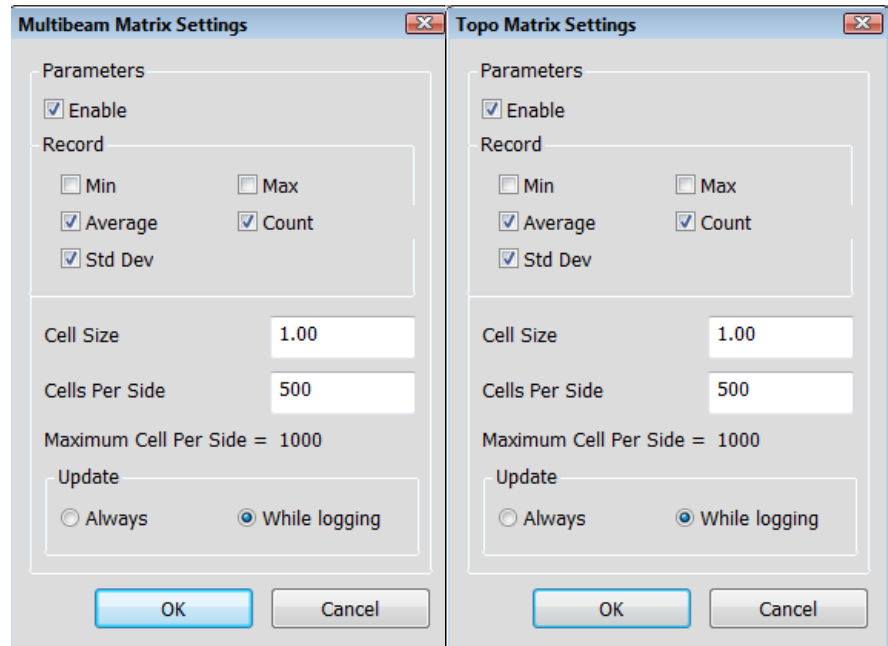 Multibeam Matrix Settings
Parameters
Enable
Record
Min Max
Average Count
Std Dev
Cell Size 1.00
Cells Per Side 500
Maximum Cell Per Side = 1000
Update
Always While logging
OK Cancel
Topo Matrix Settings
Parameters
Enable
Record
Min Max
Average Count
Std Dev
Cell Size 1.00
Cells Per Side 500
Maximum Cell Per Side = 1000
Update
Always While logging
OK Cancel